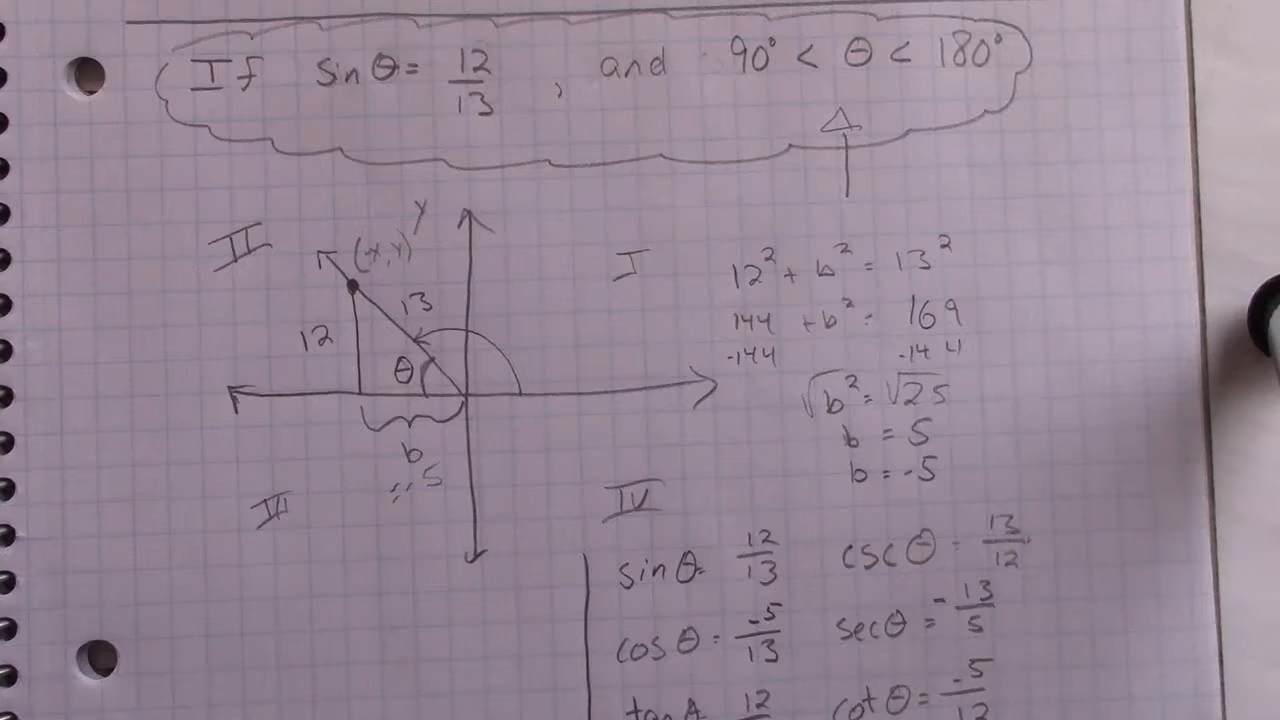 If sin θ = 12/13 , and 90° < θ < 180°
II
y
(-x, y)
I
13
12
θ
b
= -5
III
IV
12² + b² = 13²
144 + b² = 169
-144 -144
√b² = √25
b = 5
b = -5
sin θ = 12/13 csc θ = 13/12
cos θ = -5/13 sec θ = -13/5
tan θ 12 cot θ = -5/12